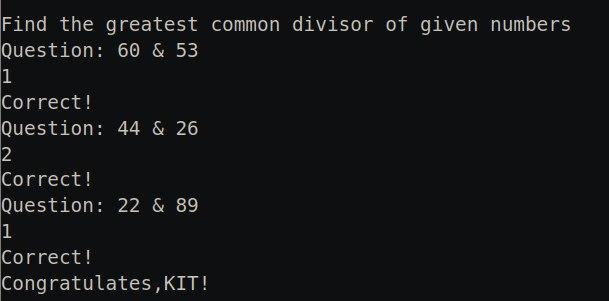 Find the greatest common divisor of given numbers
Question: 60 & 53
1
Correct!
Question: 44 & 26
2
Correct!
Question: 22 & 89
1
Correct!
Congratulates,KIT!